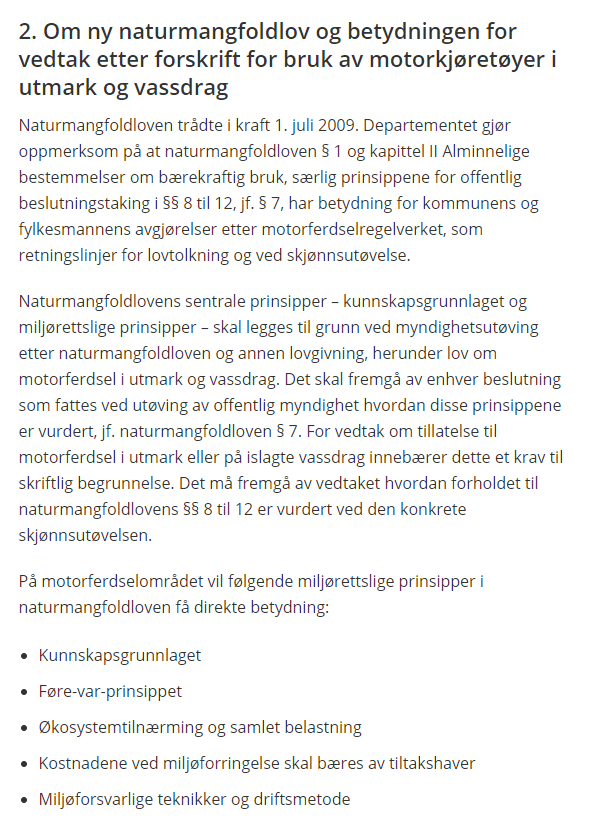 2. Om ny naturmangfoldlov og betydningen for
vedtak etter forskrift for bruk av motorkjøretøyer i
utmark og vassdrag
Naturmangfoldloven trådte i kraft 1. juli 2009. Departementet gjør
oppmerksom på at naturmangfoldloven § 1 og kapittel II Alminnelige
bestemmelser om bærekraftig bruk, særlig prinsippene for offentlig
beslutningstaking i §§ 8 til 12, jf. § 7, har betydning for kommunens og
fylkesmannens avgjørelser etter motorferdselregelverket, som
retningslinjer for lovtolkning og ved skjønnsutøvelse.
Naturmangfoldlovens sentrale prinsipper – kunnskapsgrunnlaget og
miljørettslige prinsipper – skal legges til grunn ved myndighetsutøving
etter naturmangfoldloven og annen lovgivning, herunder lov om
motorferdsel i utmark og vassdrag. Det skal fremgå av enhver beslutning
som fattes ved utøving av offentlig myndighet hvordan disse prinsippene
er vurdert, jf. naturmangfoldloven § 7. For vedtak om tillatelse til
motorferdsel i utmark eller på islagte vassdrag innebærer dette et krav til
skriftlig begrunnelse. Det må fremgå av vedtaket hvordan forholdet til
naturmangfoldlovens §§ 8 til 12 er vurdert ved den konkrete
skjønnsutøvelsen.
På motorferdselområdet vil følgende miljørettslige prinsipper i
naturmangfoldloven få direkte betydning:
• Kunnskapsgrunnlaget
• Føre-var-prinsippet
• Økosystemtilnærming og samlet belastning
• Kostnadene ved miljøforringelse skal bæres av tiltakshaver
• Miljøforsvarlige teknikker og driftsmetode